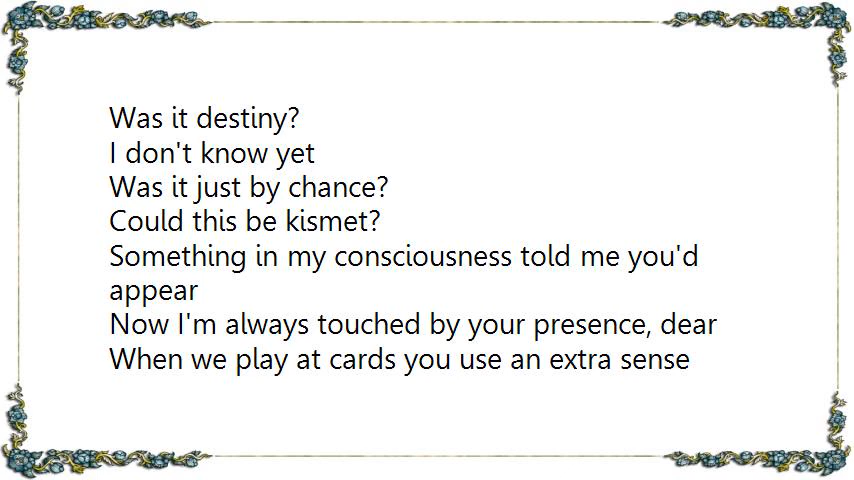 Was it destiny?
I don't know yet
Was it just by chance?
Could this be kismet?
Something in my consciousness told me you'd
appear
Now I'm always touched by your presence, dear
When we play at cards you use an extra sense